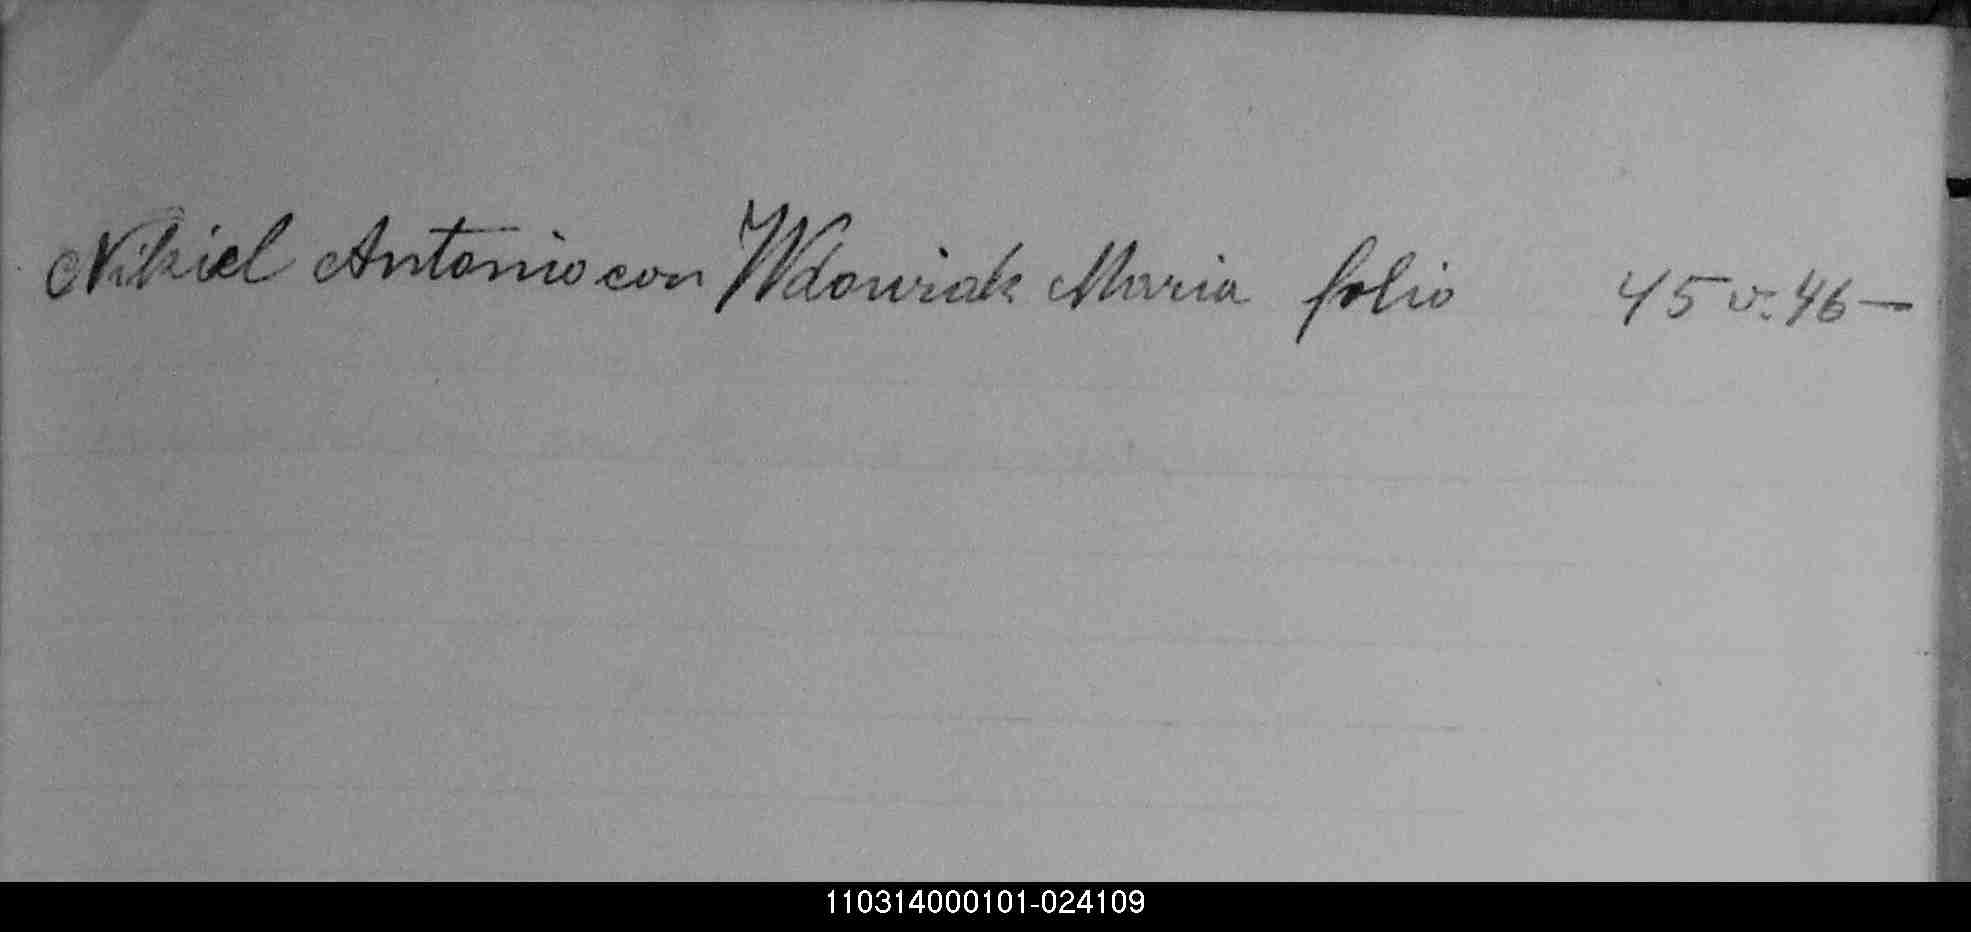 Nikiel Antonio con Wdowiak Maria folio 45 v. 46 —
110314000101-024109